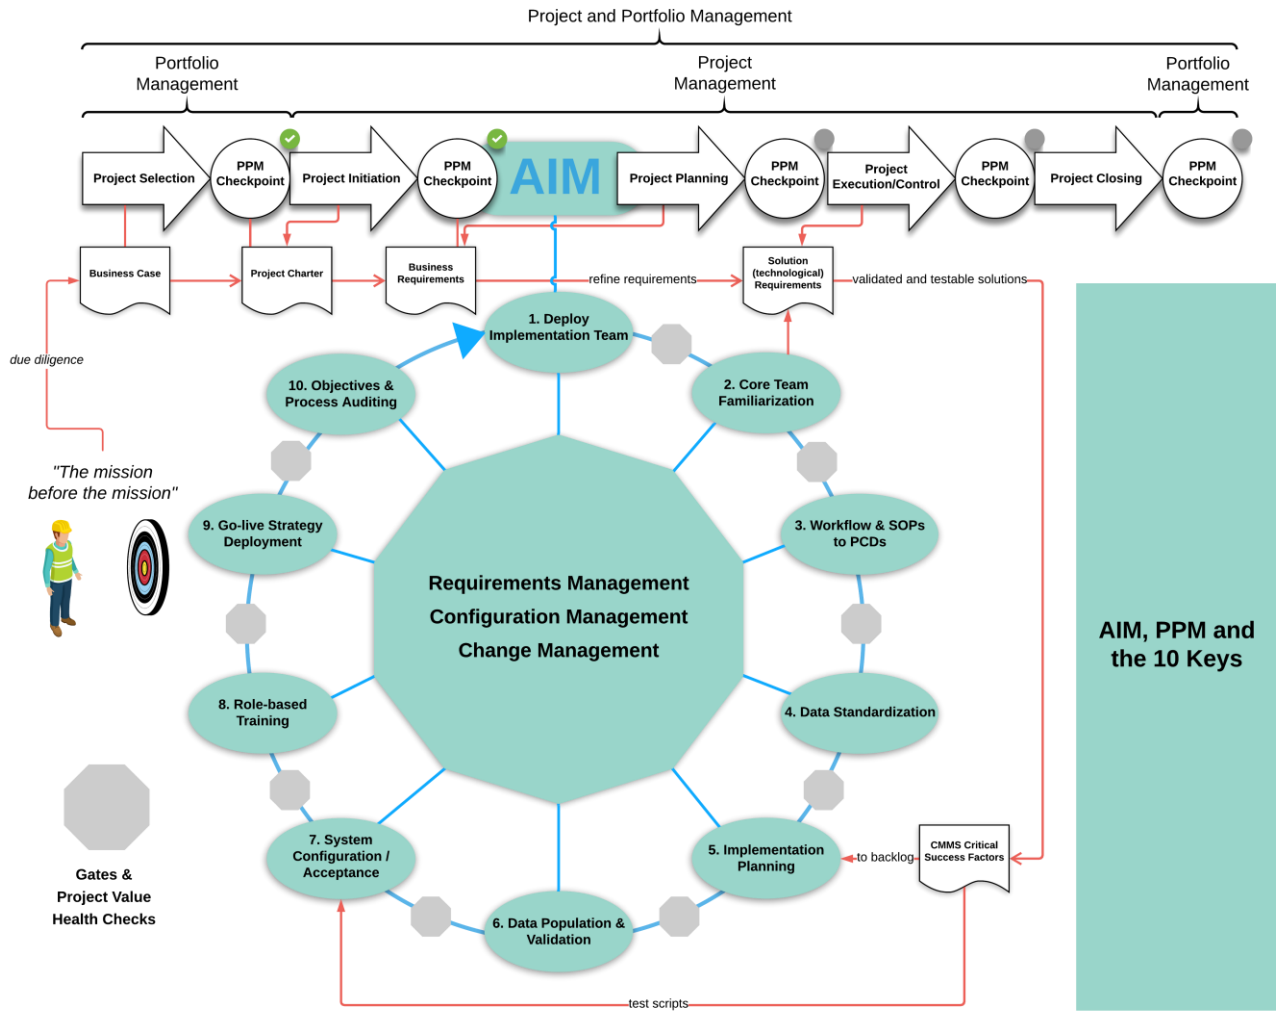 Project and Portfolio Management
Portfolio
Management
Project
Management
Portfolio
Management
Project Selection
PPM
Checkpoint
Project Initiation
PPM
Checkpoint
AIM
Project Planning
PPM
Checkpoint
Project
Execution/Control
PPM
Checkpoint
Project Closing
PPM
Checkpoint
Business Case
Project Charter
Business
Requirements
refine requirements
Solution
(technological)
Requirements
validated and testable solutions
due diligence
"The mission
before the mission"
1. Deploy
Implementation Team
2. Core Team
Familiarization
3. Workflow & SOPs
to PCDs
4. Data Standardization
5. Implementation
Planning
6. Data Population &
Validation
7. System
Configuration /
Acceptance
8. Role-based
Training
9. Go-live Strategy
Deployment
10. Objectives &
Process Auditing
Requirements Management
Configuration Management
Change Management
AIM, PPM and
the 10 Keys
CMMS Critical
Success Factors
to backlog
test scripts
Gates &
Project Value
Health Checks